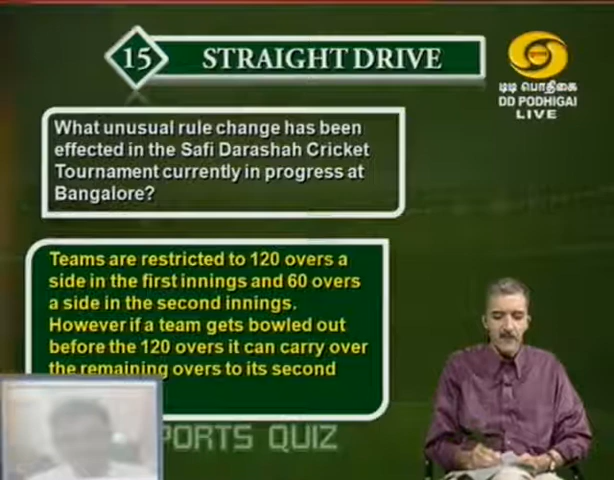 15 STRAIGHT DRIVE
டிடி பொதிகை
DD PODHIGAI
LIVE
What unusual rule change has been
effected in the Safi Darashah Cricket
Tournament currently in progress at
Bangalore?
Teams are restricted to 120 overs a
side in the first innings and 60 overs
a side in the second innings.
However if a team gets bowled out
before the 120 overs it can carry over
the remaining overs to its second
PORTS QUIZ